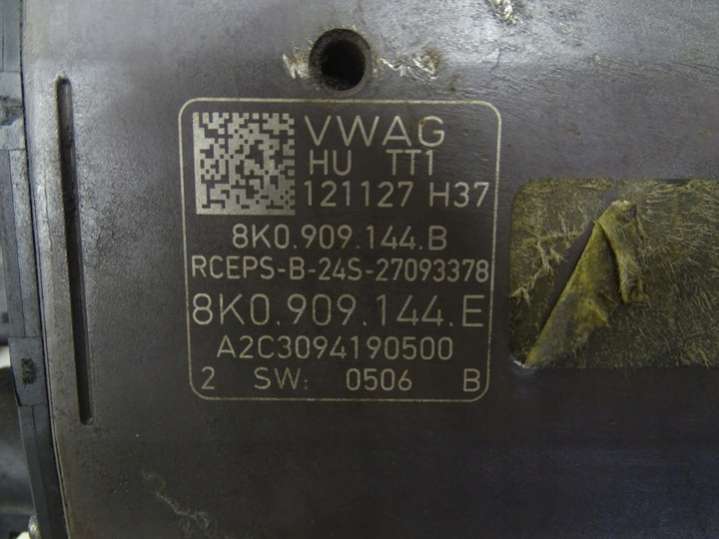 VWAG
HU TT1
121127 H37
8K0.909.144.B
RCEPS-B-24S-27093378
8K0.909.144.E
A2C3094190500
2 SW: 0506 B